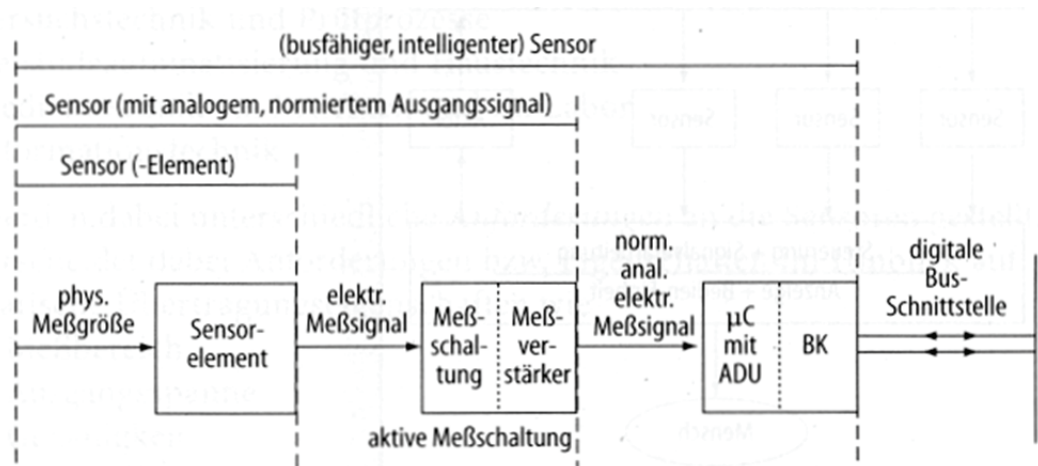 (busfähiger, intelligenter) Sensor
Sensor (mit analogem, normiertem Ausgangssignal)
Sensor (-Element)
phys.
Meßgröße
Sensor-
element
elektr.
Meßsignal
Meß-
schal-
tung
Meß-
ver-
stärker
aktive Meßschaltung
norm.
anal.
elektr.
Meßsignal
µC
mit
ADU
BK
digitale
Bus-
Schnittstelle